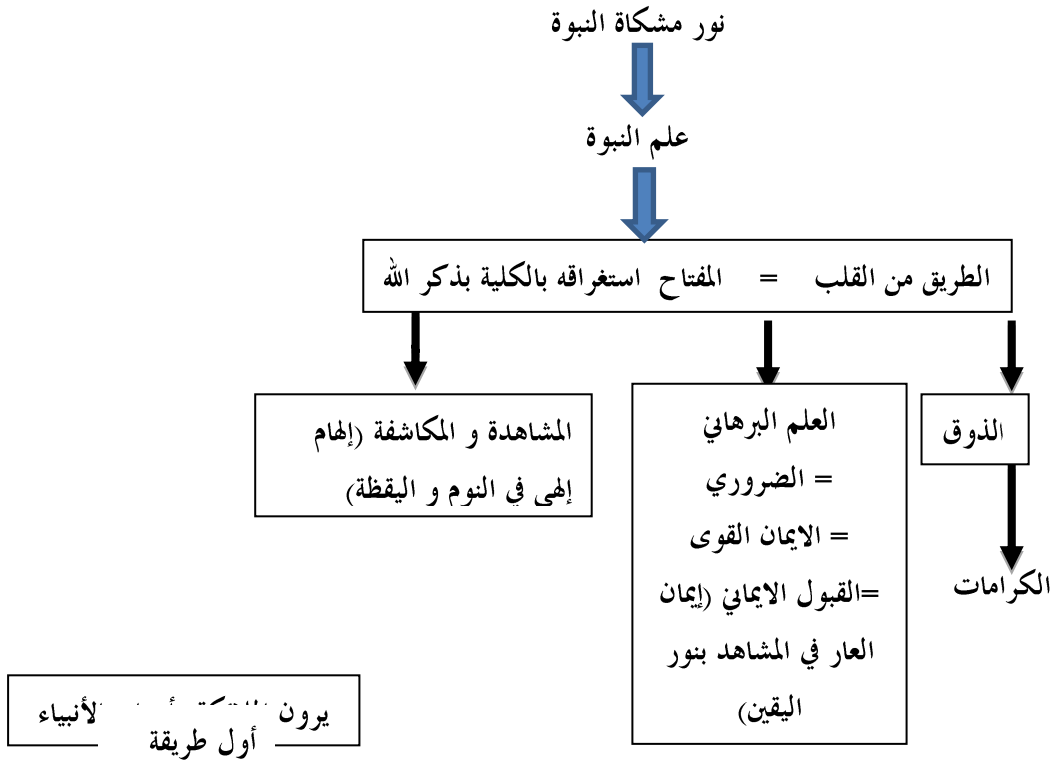 نور مشكاة النبوة
علم النبوة
الطريق من القلب = المفتاح استغراقه بالكلية بذكر الله
الذوق
الكرامات
العلم البرهاني
= الضروري
= الايمان القوى
=القبول الايماني (إيمان
العار في المشاهد بنور
اليقين)
المشاهدة و المكاشفة (إلهام
إلهي في النوم و اليقظة)
يرون الأنبياء
أول طريقة